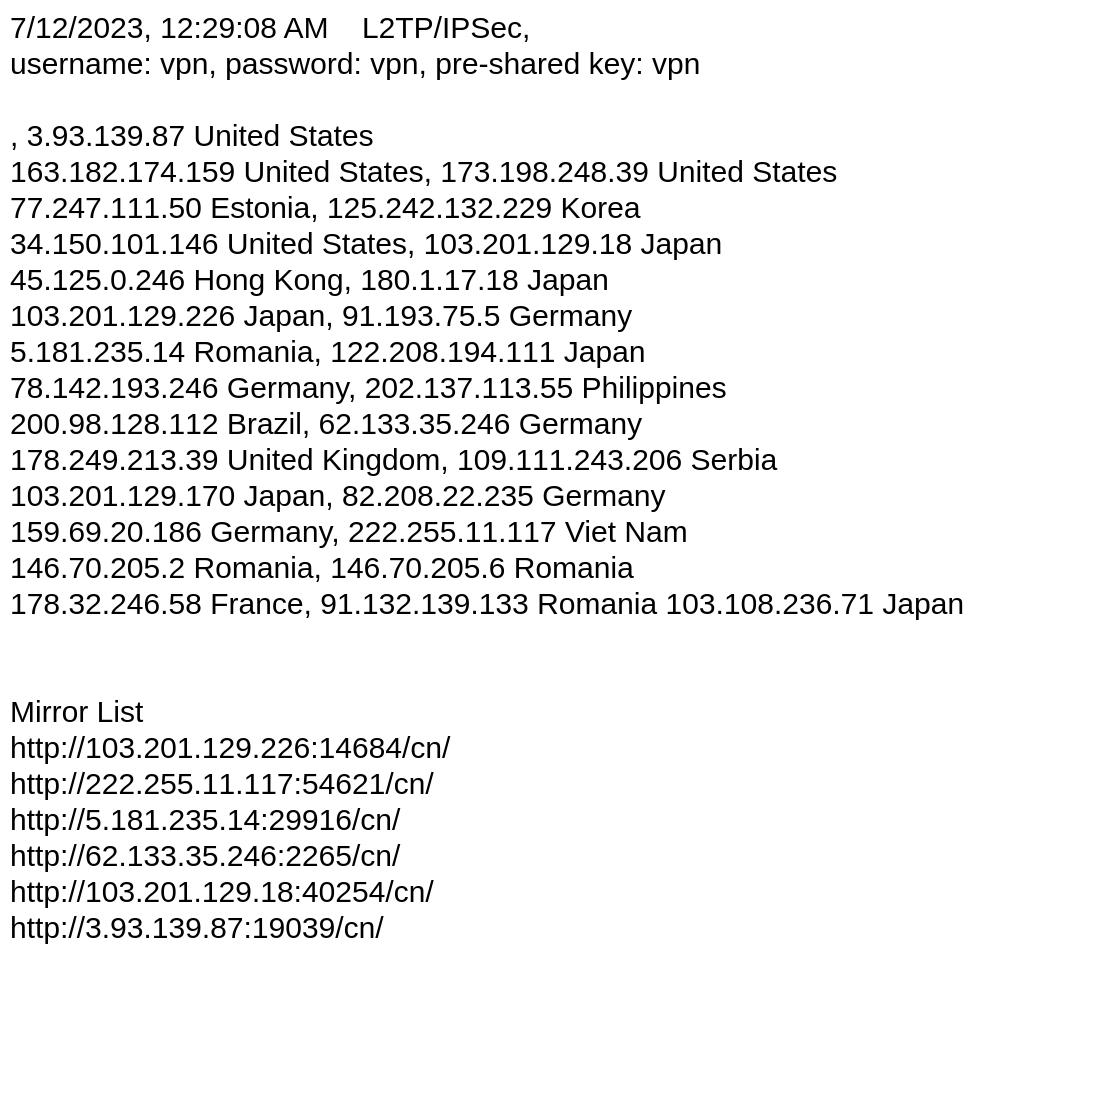 7/12/2023, 12:29:08 AM    L2TP/IPSec,
username: vpn, password: vpn, pre-shared key: vpn
, 3.93.139.87 United States
163.182.174.159 United States, 173.198.248.39 United States
77.247.111.50 Estonia, 125.242.132.229 Korea
34.150.101.146 United States, 103.201.129.18 Japan
45.125.0.246 Hong Kong, 180.1.17.18 Japan
103.201.129.226 Japan, 91.193.75.5 Germany
5.181.235.14 Romania, 122.208.194.111 Japan
78.142.193.246 Germany, 202.137.113.55 Philippines
200.98.128.112 Brazil, 62.133.35.246 Germany
178.249.213.39 United Kingdom, 109.111.243.206 Serbia
103.201.129.170 Japan, 82.208.22.235 Germany
159.69.20.186 Germany, 222.255.11.117 Viet Nam
146.70.205.2 Romania, 146.70.205.6 Romania
178.32.246.58 France, 91.132.139.133 Romania 103.108.236.71 Japan
Mirror List
http://103.201.129.226:14684/cn/
http://222.255.11.117:54621/cn/
http://5.181.235.14:29916/cn/
http://62.133.35.246:2265/cn/
http://103.201.129.18:40254/cn/
http://3.93.139.87:19039/cn/